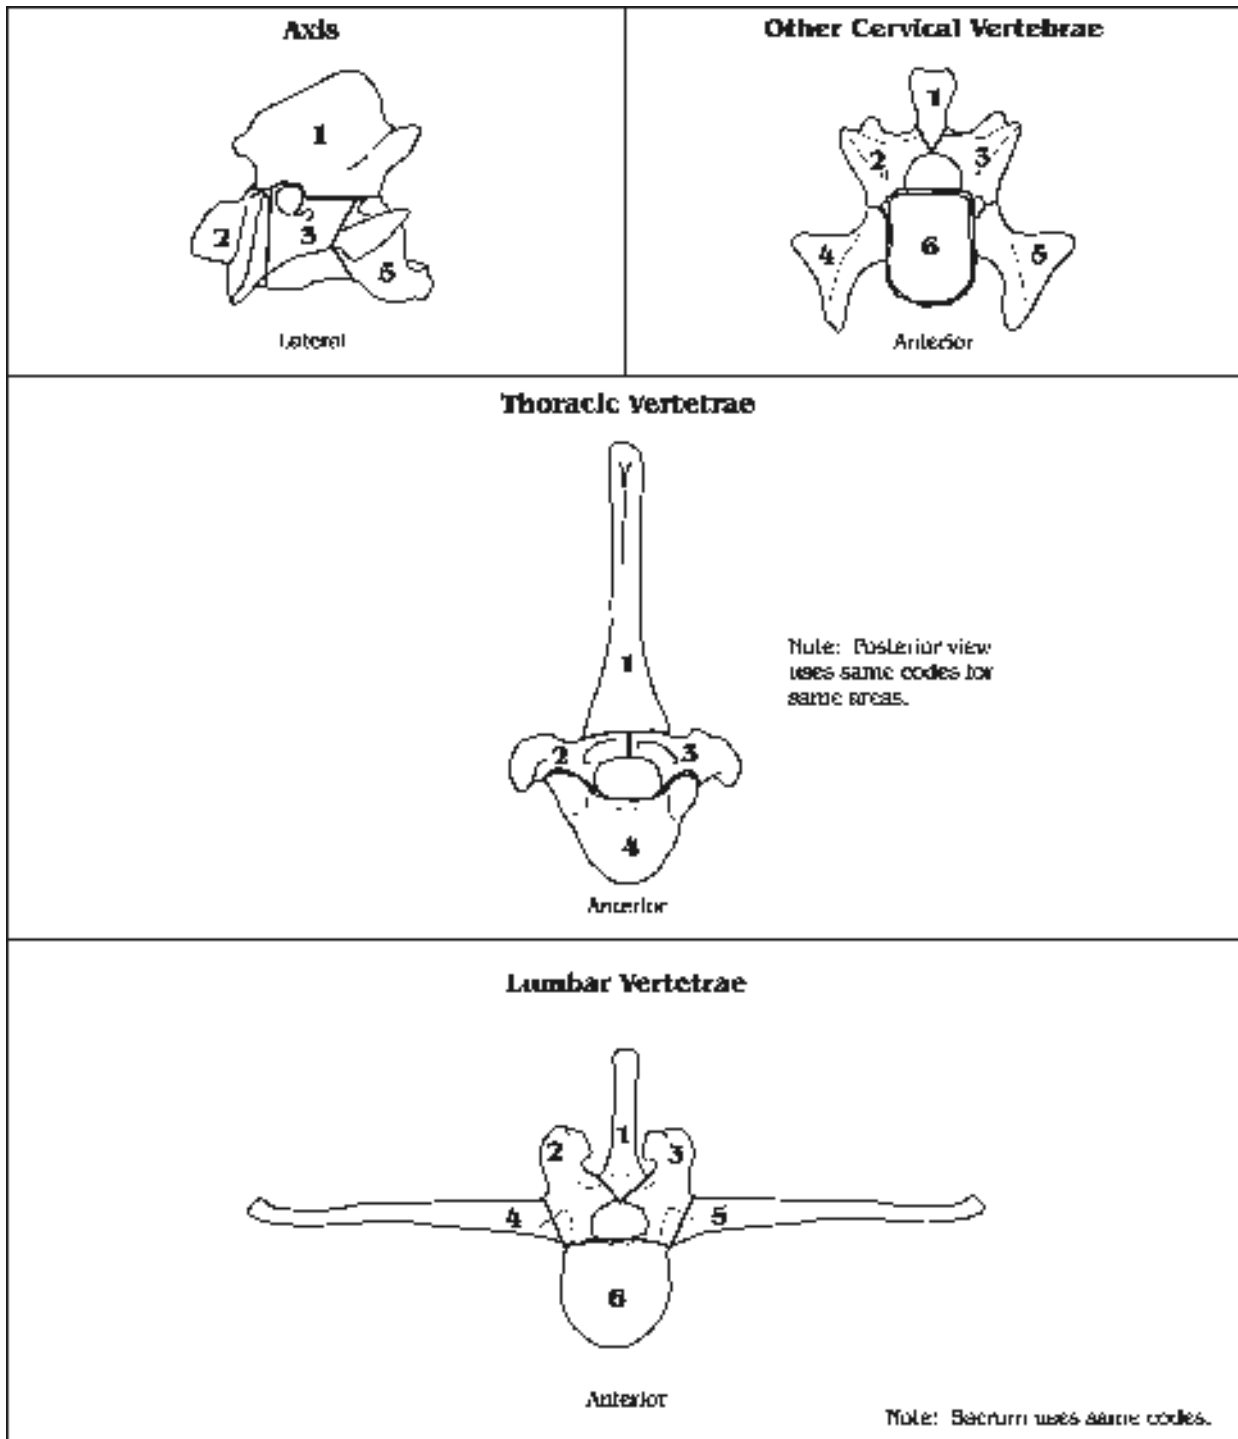 Axis
1
2
3
5
Lateral
Other Cervical Vertebrae
1
2
3
4
6
5
Anterior
Thoracic Vertetrae
1
Note: Posterior view
uses same codes for
same areas.
2
3
4
Anterior
Lumbar Vertetrae
1
2
3
4
5
6
Anterior
Note: Sacrum uses same codes.